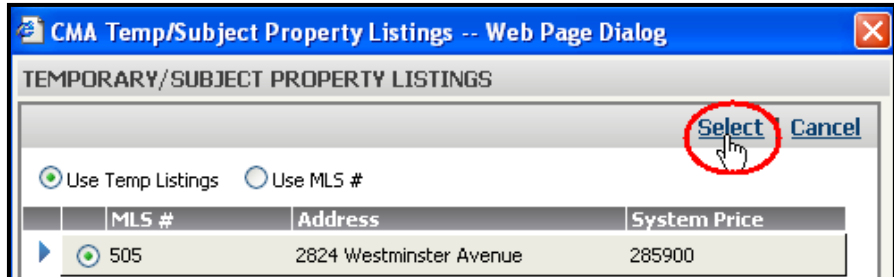 CMA Temp/Subject Property Listings -- Web Page Dialog
TEMPORARY/SUBJECT PROPERTY LISTINGS
Select | Cancel
Use Temp Listings Use MLS #
MLS # Address System Price
505 2824 Westminster Avenue 285900